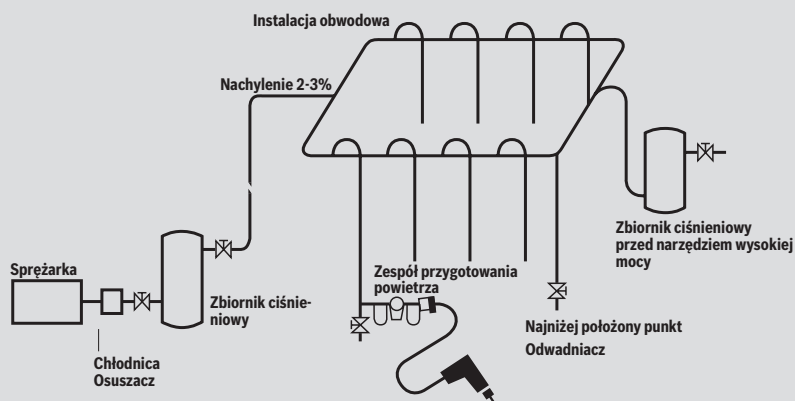 Instalacja obwodowa
Nachylenie 2-3%
Sprężarka
Chłodnica
Osuszacz
Zbiornik ciśnie-
niowy
Zespół przygotowania
powietrza
Najniżej położony punkt
Odwadniacz
Zbiornik ciśnieniowy
przed narzędziem wysokiej
mocy